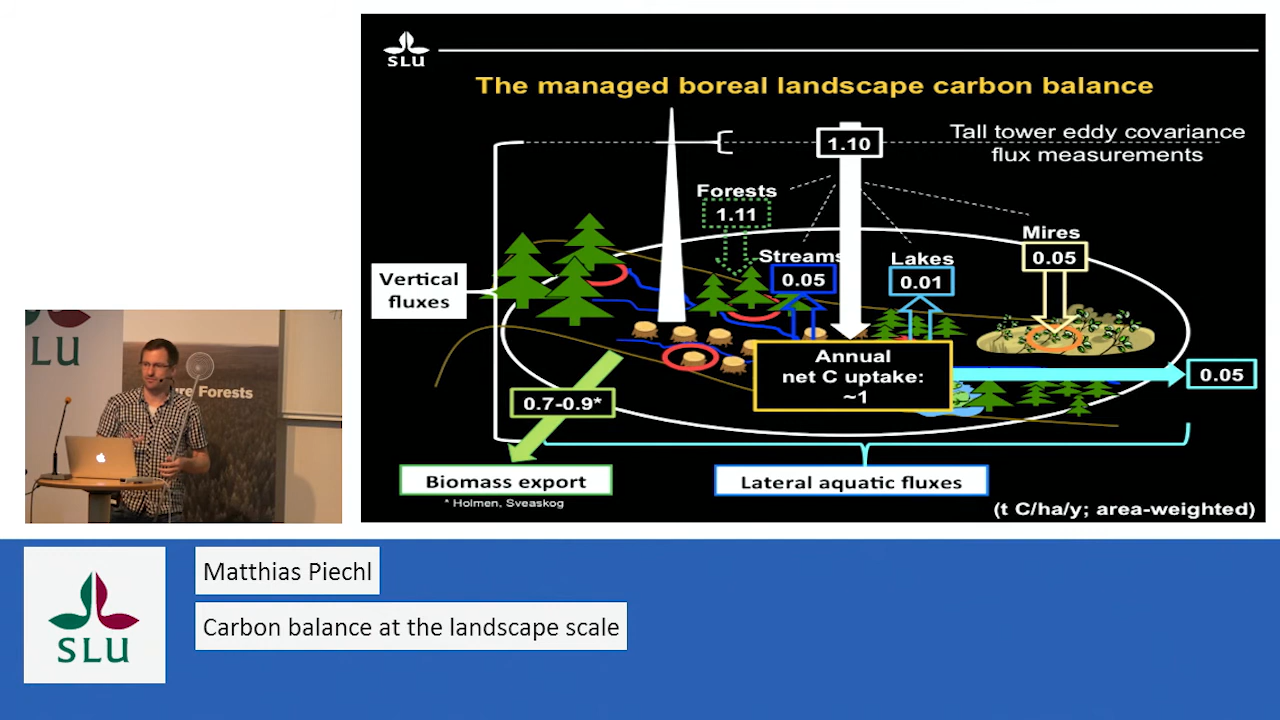 SLU
The managed boreal landscape carbon balance
Tall tower eddy covariance
flux measurements
1.10
Forests
1.11
Streams
0.05
Lakes
0.01
Mires
0.05
Vertical
fluxes
Annual
net C uptake:
~1
0.05
0.7-0.9*
Biomass export
* Holmen, Sveaskog
Lateral aquatic fluxes
(t C/ha/y; area-weighted)
LU
Forests
Matthias Piechl
Carbon balance at the landscape scale
SLU